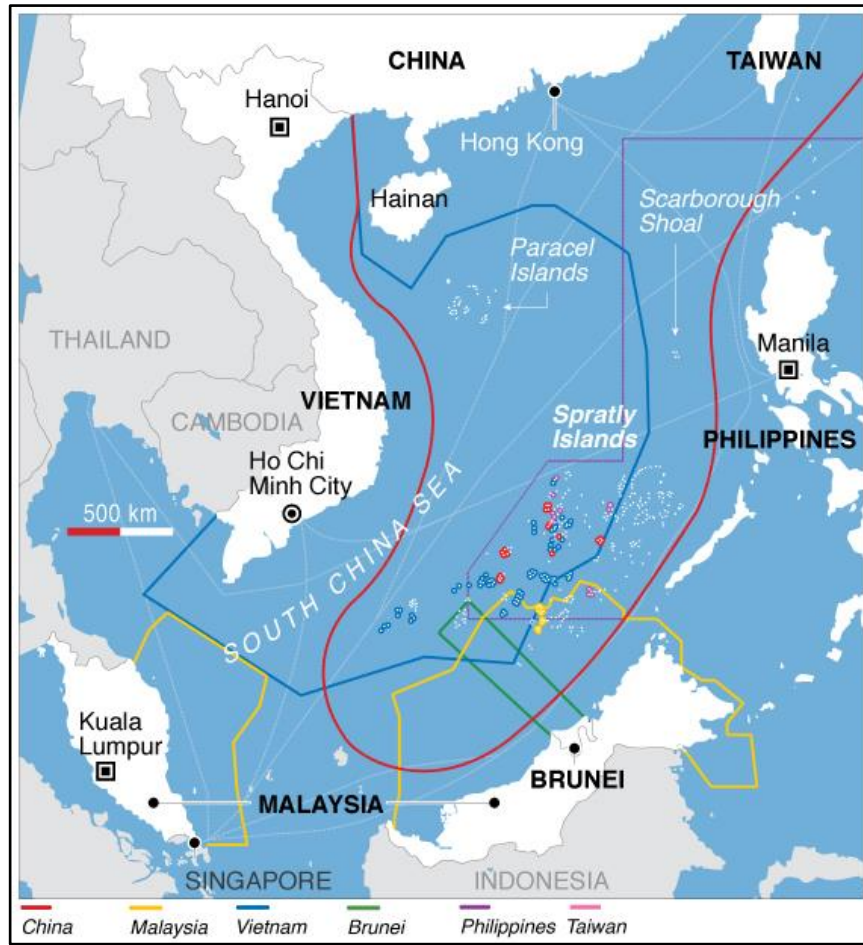 CHINA
TAIWAN
Hanoi
Hong Kong
Hainan
Scarborough
Shoal
Paracel
Islands
THAILAND
Manila
VIETNAM
CAMBODIA
Spratly
Islands
PHILIPPINES
Ho Chi
Minh City
500 km
SOUTH CHINA SEA
Kuala
Lumpur
BRUNEI
MALAYSIA
SINGAPORE
INDONESIA
China Malaysia Vietnam Brunei Philippines Taiwan